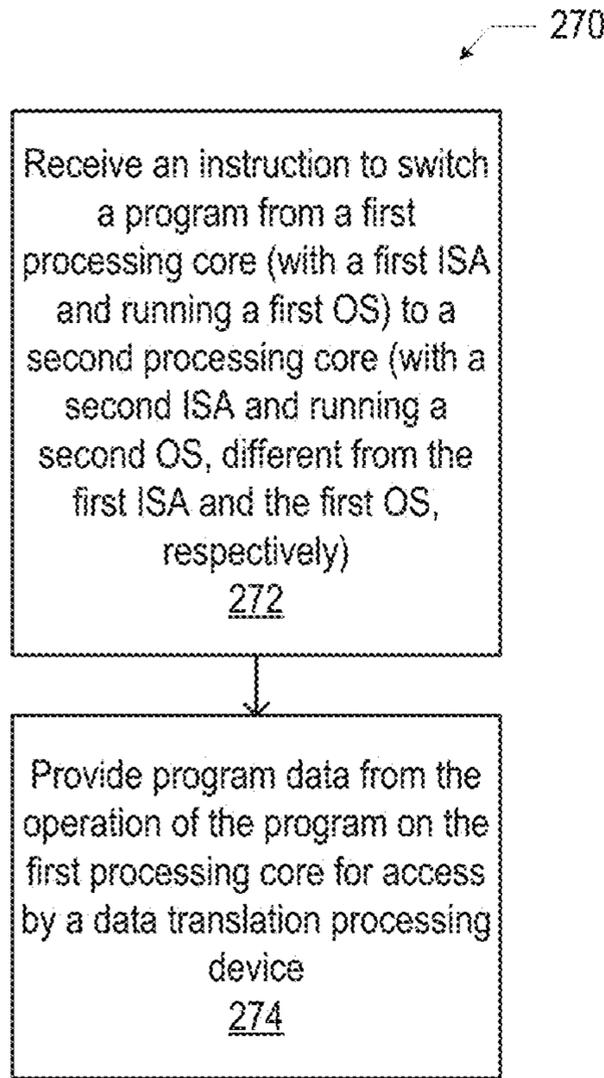 270
Receive an instruction to switch
a program from a first
processing core (with a first ISA
and running a first OS) to a
second processing core (with a
second ISA and running a
second OS, different from the
first ISA and the first OS,
respectively)
272
Provide program data from the
operation of the program on the
first processing core for access
by a data translation processing
device
274